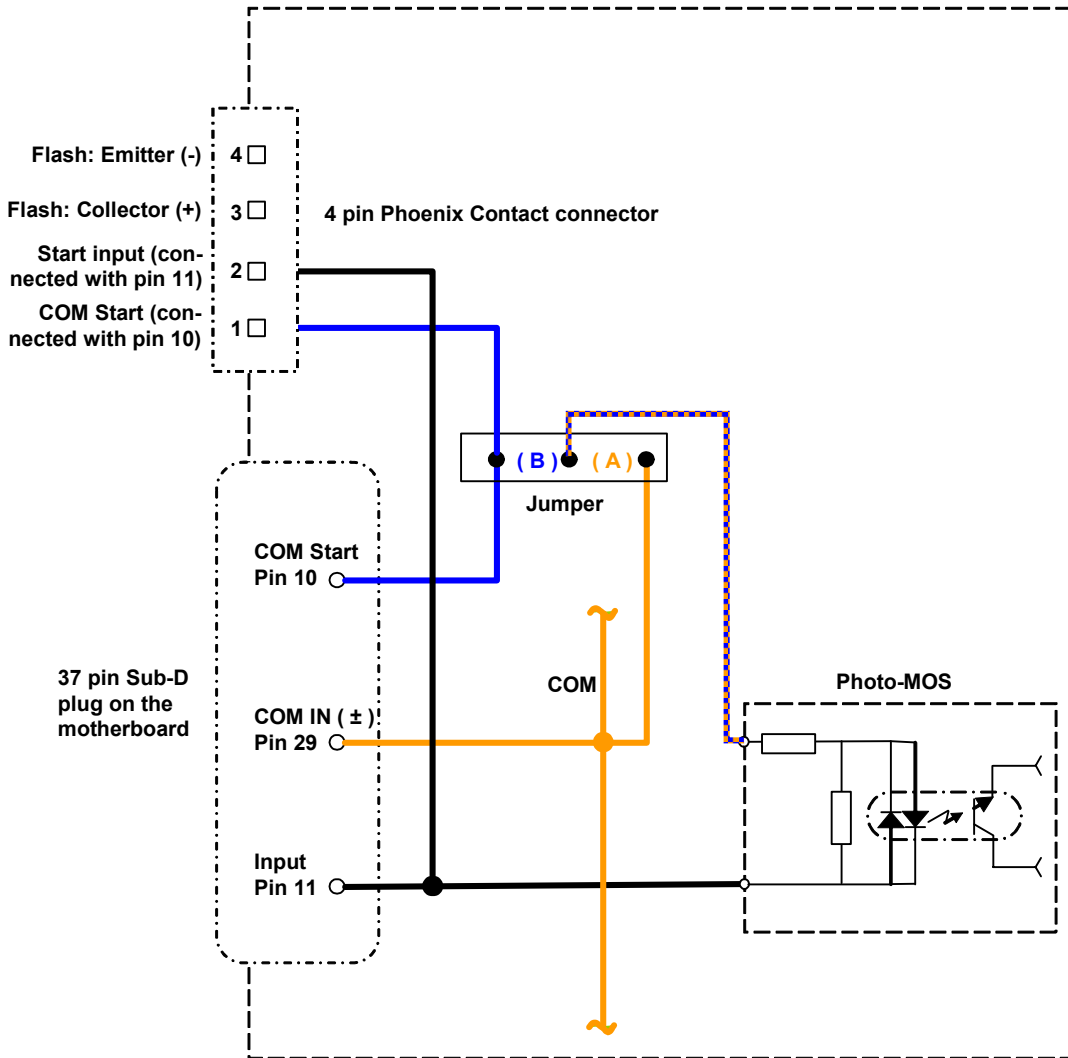 Flash: Emitter (-)
4
Flash: Collector (+)
3
4 pin Phoenix Contact connector
Start input (con-
nected with pin 11)
2
COM Start (con-
nected with pin 10)
1
( B )
( A )
Jumper
COM Start
Pin 10
37 pin Sub-D
plug on the
motherboard
COM
Photo-MOS
COM IN ( ± )
Pin 29
Input
Pin 11